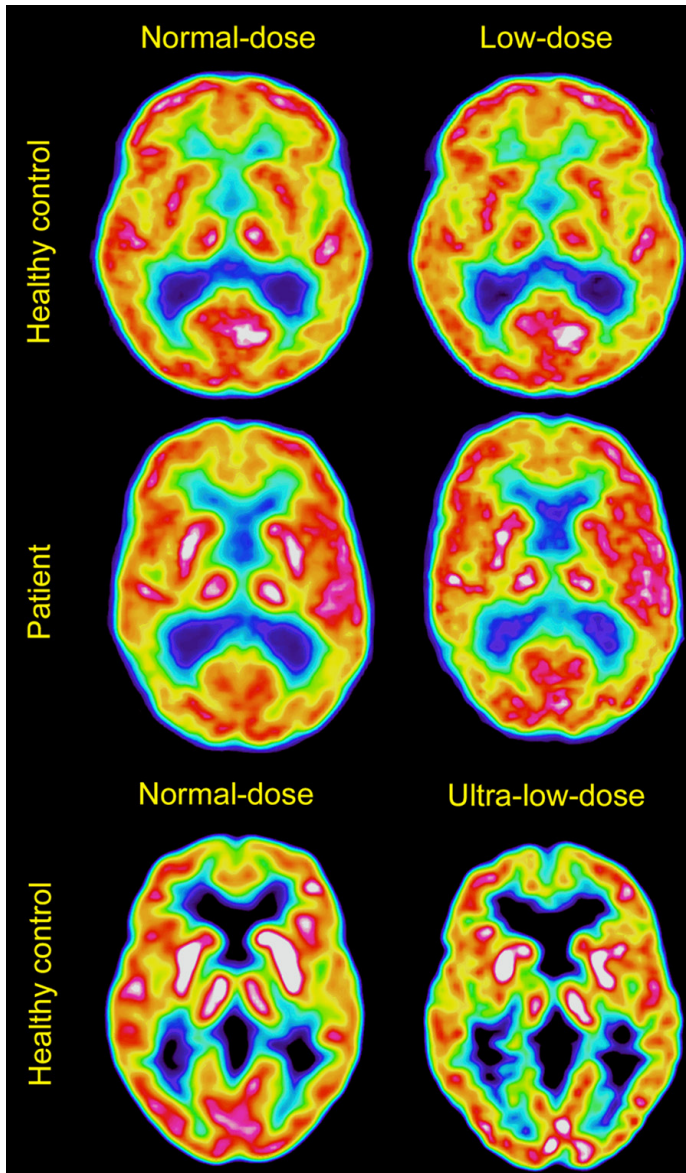 Normal-dose
Low-dose
Healthy control
Patient
Normal-dose
Ultra-low-dose
Healthy control